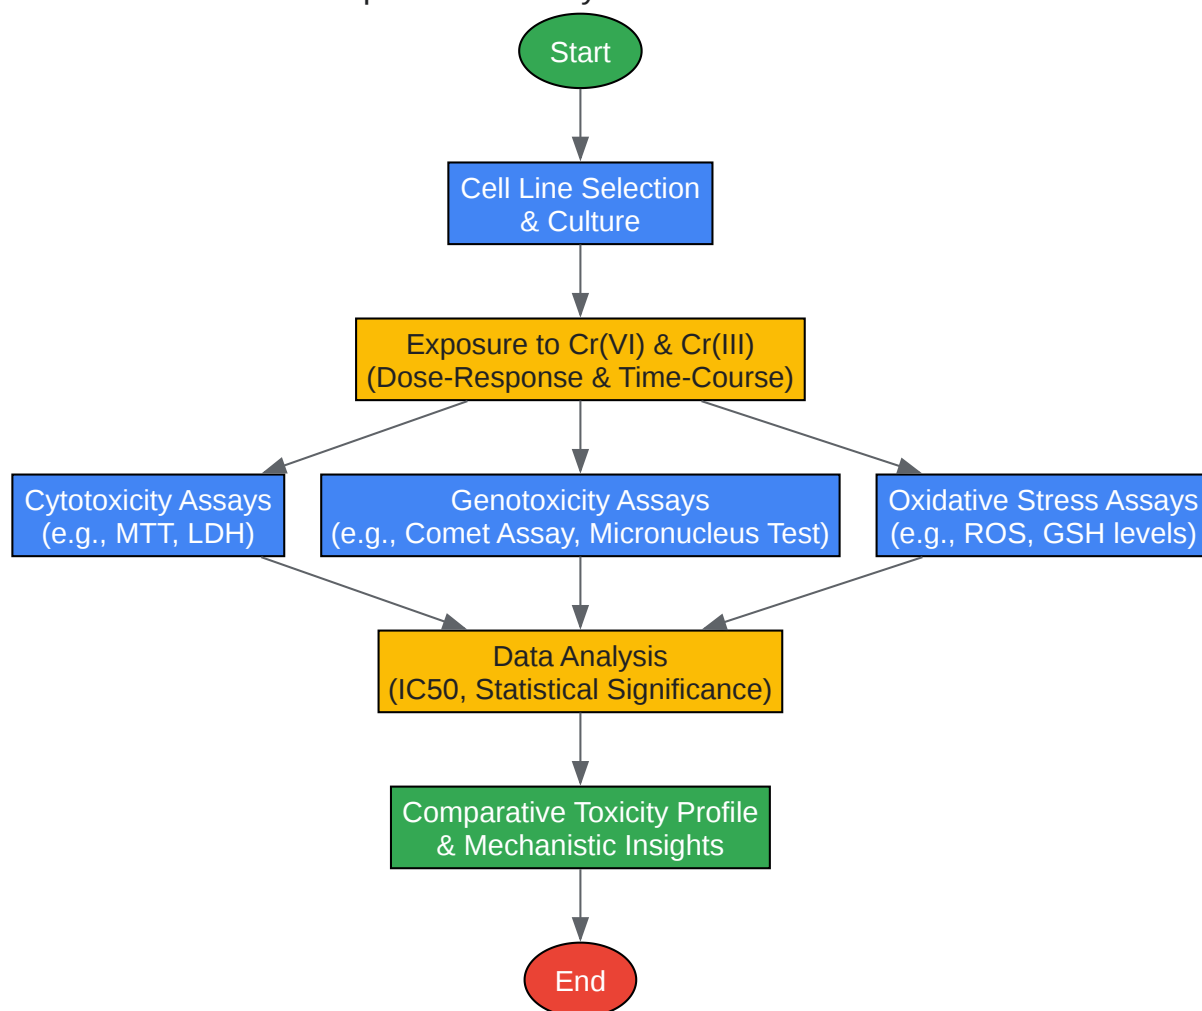 Start
Cell Line Selection
& Culture
Exposure to Cr(VI) & Cr(III)
(Dose-Response & Time-Course)
Cytotoxicity Assays
(e.g., MTT, LDH)
Genotoxicity Assays
(e.g., Comet Assay, Micronucleus Test)
Oxidative Stress Assays
(e.g., ROS, GSH levels)
Data Analysis
(IC50, Statistical Significance)
Comparative Toxicity Profile
& Mechanistic Insights
End